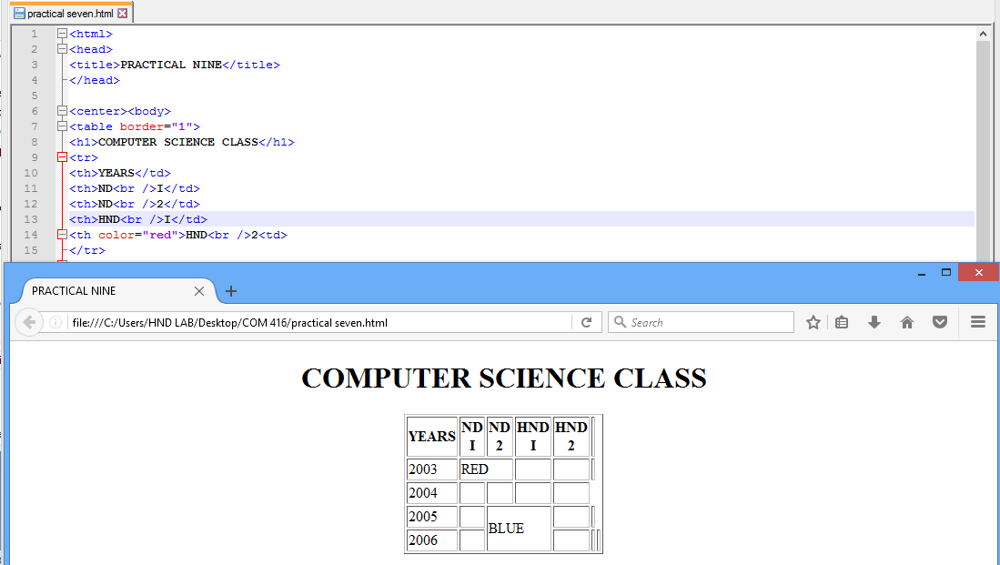 practical seven.html
1 <html>
2 <head>
3 <title>PRACTICAL NINE</title>
4 </head>
5
6 <center><body>
7 <table border="1">
8 <h1>COMPUTER SCIENCE CLASS</h1>
9 <tr>
10 <th>YEARS</td>
11 <th>ND<br />I</td>
12 <th>ND<br />2</td>
13 <th>HND<br />I</td>
14 <th color="red">HND<br />2<td>
15 </tr>
PRACTICAL NINE
file:///C:/Users/HND LAB/Desktop/COM 416/practical seven.html
Search
COMPUTER SCIENCE CLASS
YEARS ND I ND 2 HND I HND 2
2003 RED
2004
2005 BLUE
2006